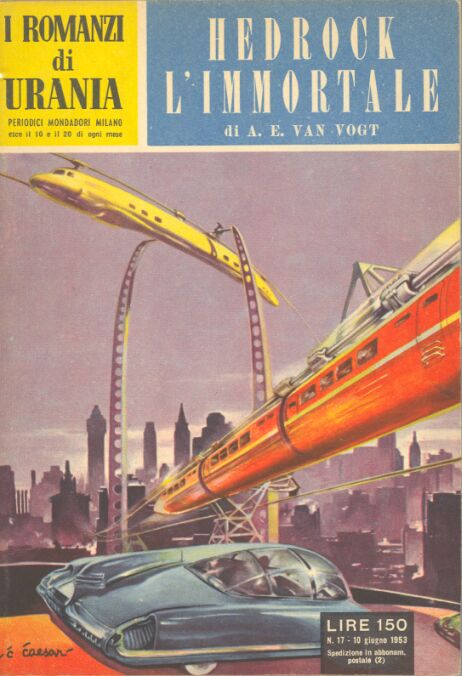 I ROMANZI
di
URANIA
PERIODICI MONDADORI MILANO
esce il 10 e il 20 di ogni mese
HEDROCK
L'IMMORTALE
di A. E. VAN VOGT
LIRE 150
N. 17 - 10 giugno 1953
Spedizione in abbonam.
postale (2)
Caesar